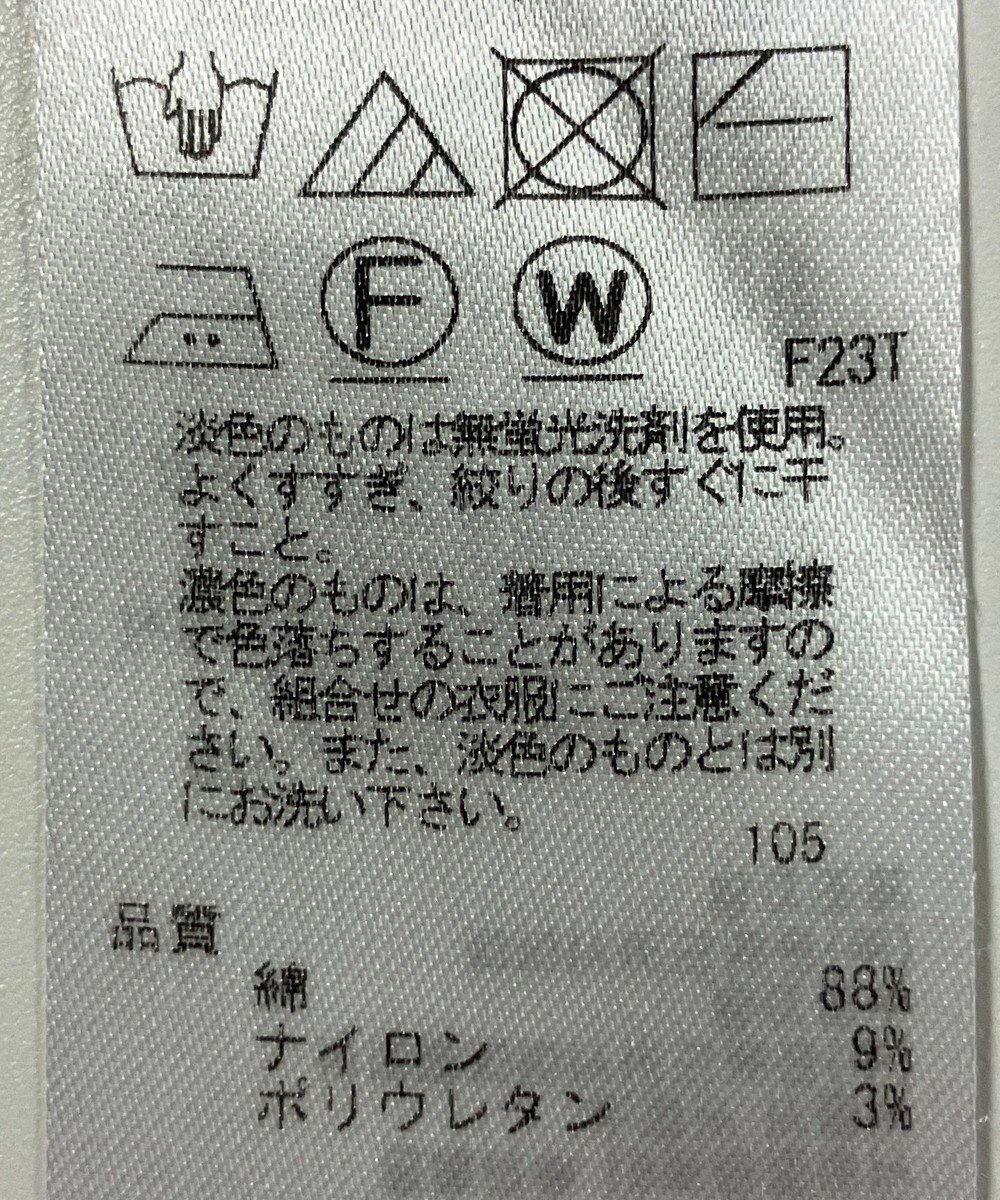 F
W
F23T
淡色のものは無蛍光洗剤を使用。
よくすすぎ、絞りの後すぐに干
すこと。
濃色のものは、着用による摩擦
で色落ちすることがありますの
で、組合せの衣服にご注意くだ
さい。また、淡色のものとは別
にお洗い下さい。
105
品質
綿 88%
ナイロン 9%
ポリウレタン 3%